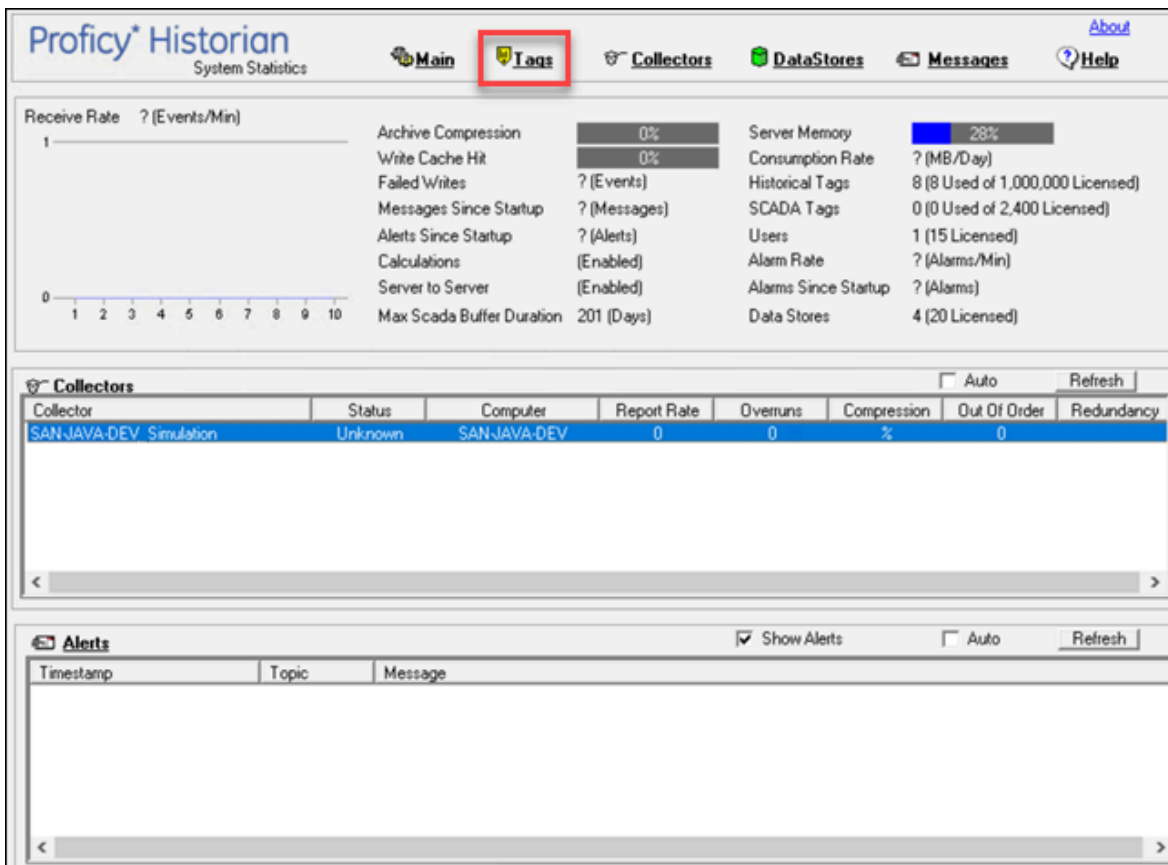 About
Proficy* Historian
System Statistics
Main Tags Collectors DataStores Messages Help
Receive Rate ? (Events/Min)
1
0
1 2 3 4 5 6 7 8 9 10
Archive Compression 0%
Write Cache Hit 0%
Failed Writes ? (Events)
Messages Since Startup ? (Messages)
Alerts Since Startup ? (Alerts)
Calculations (Enabled)
Server to Server (Enabled)
Max Scada Buffer Duration 201 (Days)
Server Memory 28%
Consumption Rate ? (MB/Day)
Historical Tags 8 (8 Used of 1,000,000 Licensed)
SCADA Tags 0 (0 Used of 2,400 Licensed)
Users 1 (15 Licensed)
Alarm Rate ? (Alarms/Min)
Alarms Since Startup ? (Alarms)
Data Stores 4 (20 Licensed)
Collectors Auto Refresh
Collector Status Computer Report Rate Overruns Compression Out Of Order Redundancy
SAN-JAVA-DEV_Simulation Unknown SAN-JAVA-DEV 0 0 % 0
Alerts Show Alerts Auto Refresh
Timestamp Topic Message